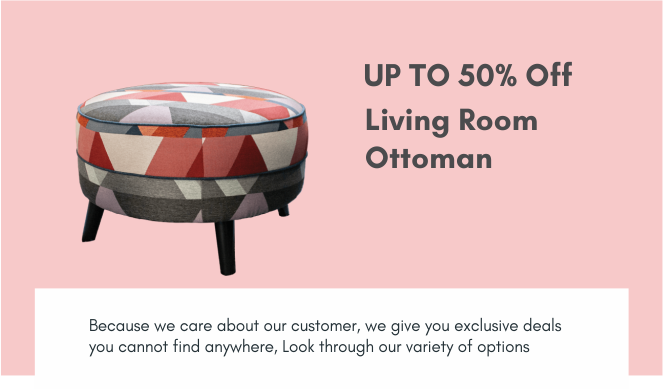 UP TO 50% Off
Living Room
Ottoman
Because we care about our customer, we give you exclusive deals
you cannot find anywhere, Look through our variety of options